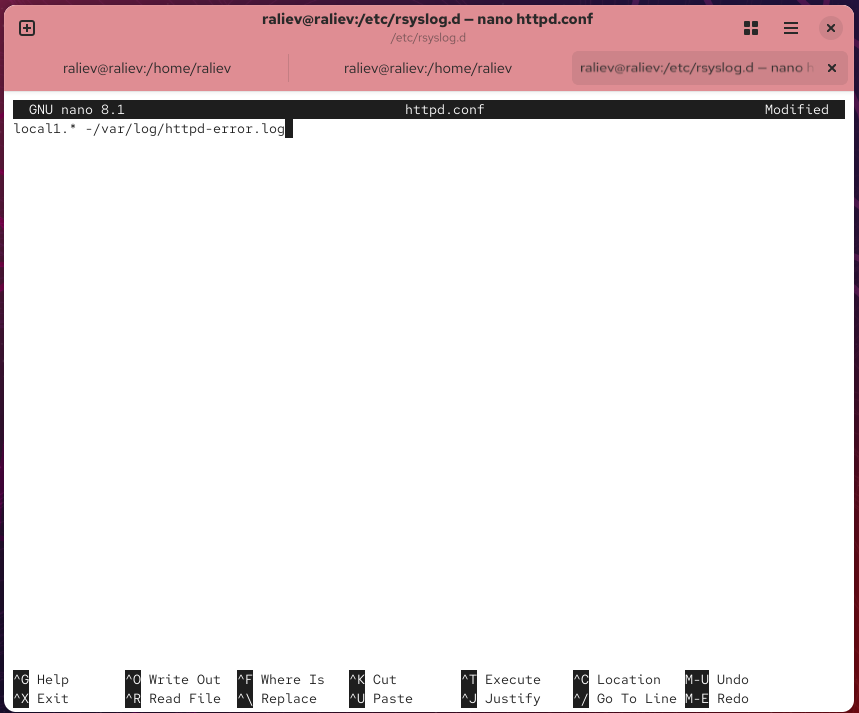 raliev@raliev:/etc/rsyslog.d — nano httpd.conf
/etc/rsyslog.d
raliev@raliev:/home/raliev raliev@raliev:/home/raliev raliev@raliev:/etc/rsyslog.d — nano h
GNU nano 8.1 httpd.conf Modified
local1.* -/var/log/httpd-error.log
^G Help ^O Write Out ^F Where Is ^K Cut ^T Execute ^C Location M-U Undo
^X Exit ^R Read File ^\ Replace ^U Paste ^J Justify ^/ Go To Line M-E Redo